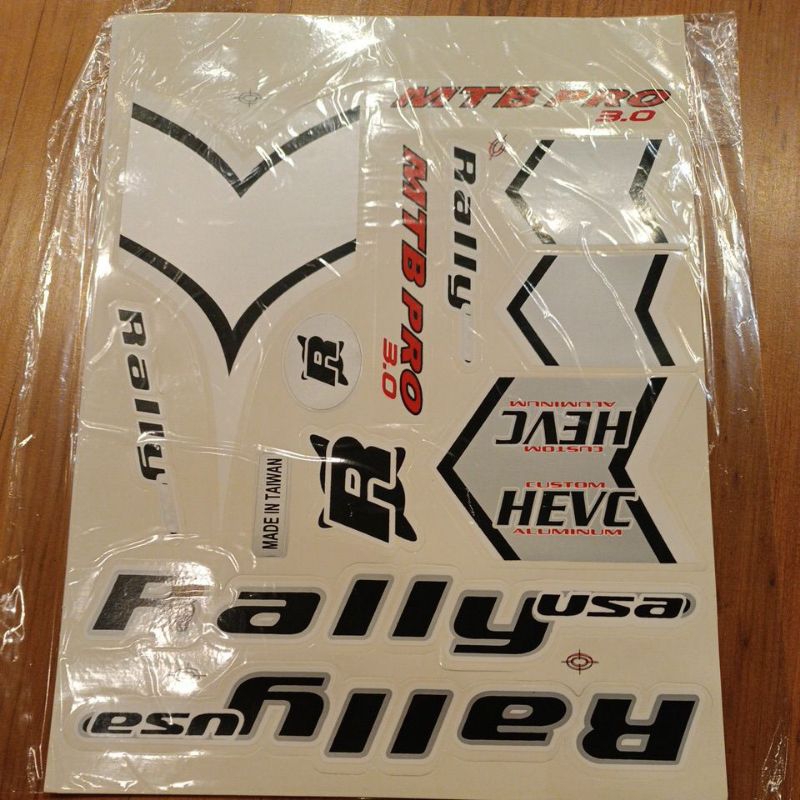 MTB PRO
3.0
Rally
MTB PRO
3.0
Rally
R
HEVC
CUSTOM
ALUMINUM
R
MADE IN TAIWAN
CUSTOM
HEVC
ALUMINUM
Rally usa
Rally usa